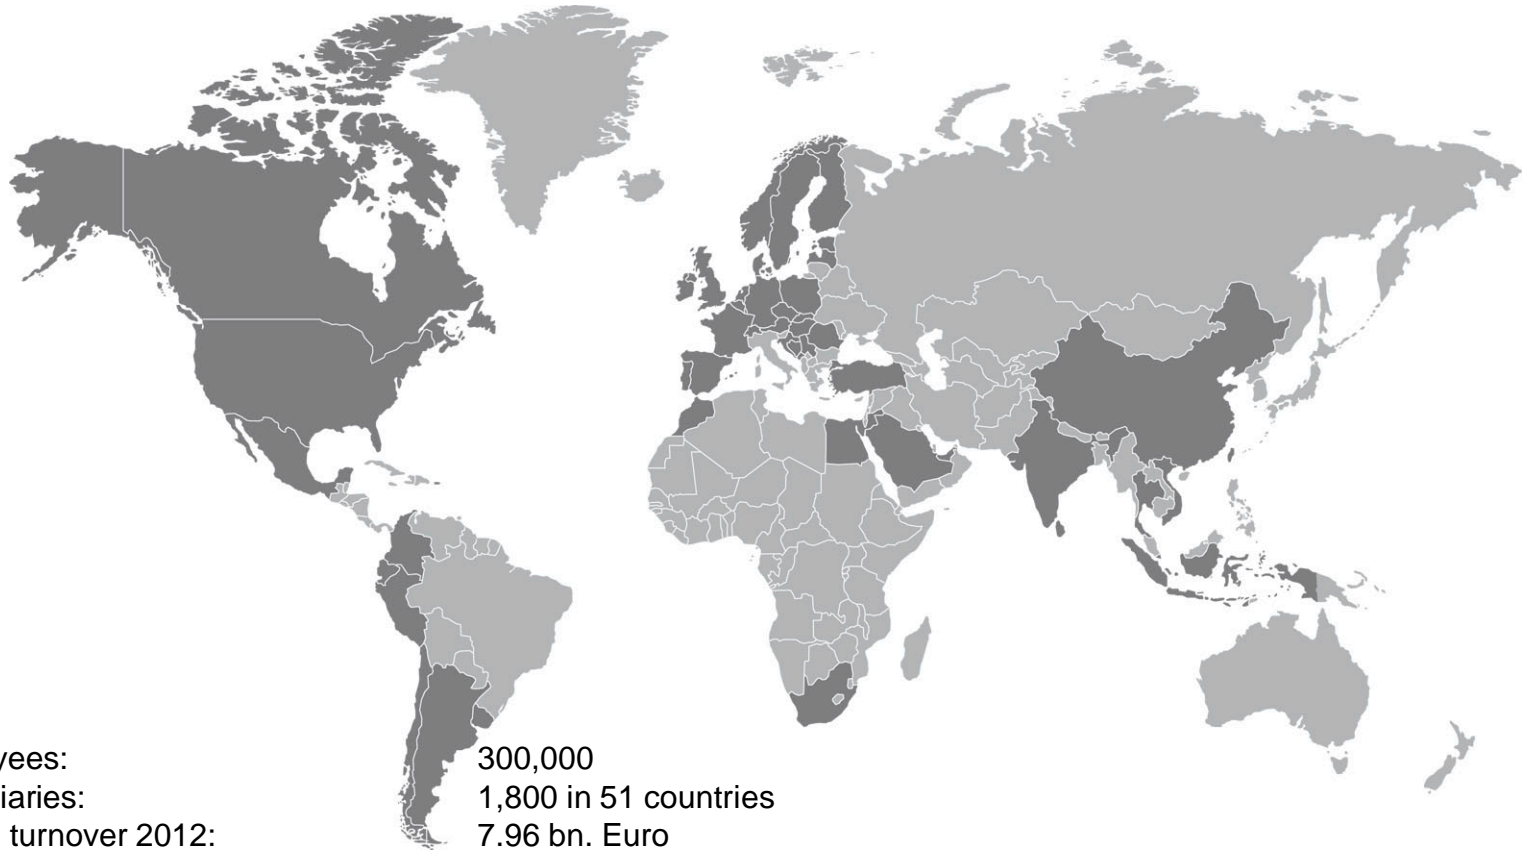 yees: 300,000
iaries: 1,800 in 51 countries
turnover 2012: 7.96 bn. Euro